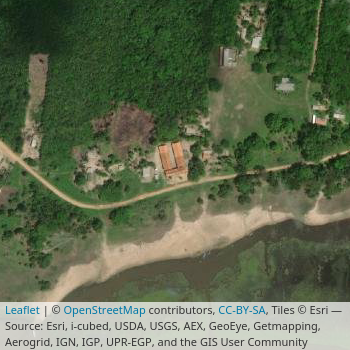 Leaflet | © OpenStreetMap contributors, CC-BY-SA, Tiles © Esri —
Source: Esri, i-cubed, USDA, USGS, AEX, GeoEye, Getmapping,
Aerogrid, IGN, IGP, UPR-EGP, and the GIS User Community